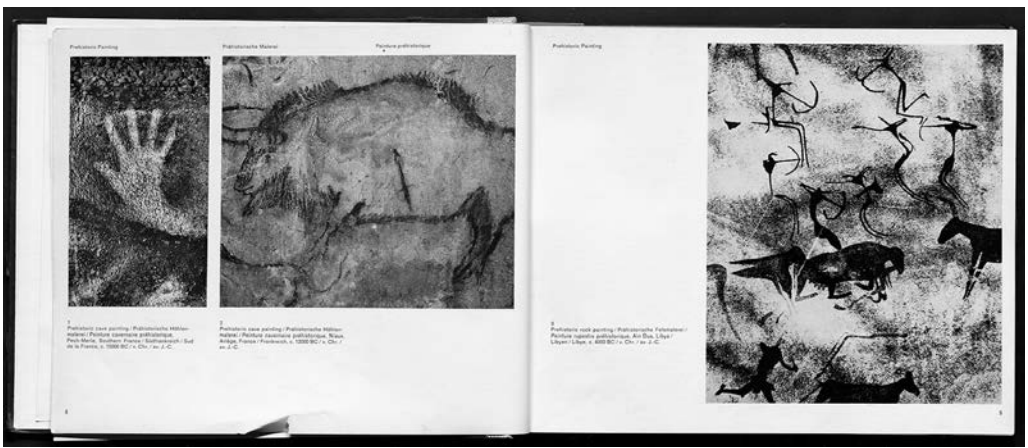 Prehistoric Painting
Prähistorische Malerei
Peinture préhistorique
1
Prehistoric cave painting / Prähistorische Höhlen-
malerei / Peinture cavernaire préhistorique,
Pech-Merle, Southern France / Südfrankreich / Sud
de la France, c. 15000 BC / v. Chr. / av. J.-C.
2
Prehistoric cave painting / Prähistorische Höhlen-
malerei / Peinture cavernaire préhistorique, Niaux,
Ariège, France / Frankreich, c. 12000 BC / v. Chr. /
av. J.-C.
8
Prehistoric Painting
3
Prehistoric rock painting / Prähistorische Felsmalerei /
Peinture rupestre préhistorique, Ain Dua, Libya /
Libyen / Libye, c. 4000 BC / v. Chr. / av. J.-C.
9